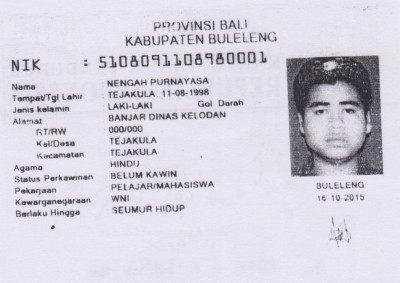 PROVINSI BALI
KABUPATEN BULELENG
NIK : 5108091108980001
Nama : NENGAH PURNAYASA
Tempat/Tgl Lahir : TEJAKULA, 11-08-1998
Jenis kelamin : LAKI-LAKI Gol. Darah
Alamat : BANJAR DINAS KELODAN
RT/RW : 000/000
Kel/Desa : TEJAKULA
Kecamatan : TEJAKULA
Agama : HINDU
Status Perkawinan : BELUM KAWIN
Pekerjaan : PELAJAR/MAHASISWA
Kewarganegaraan : WNI
Berlaku Hingga : SEUMUR HIDUP
BULELENG
16-10-2015